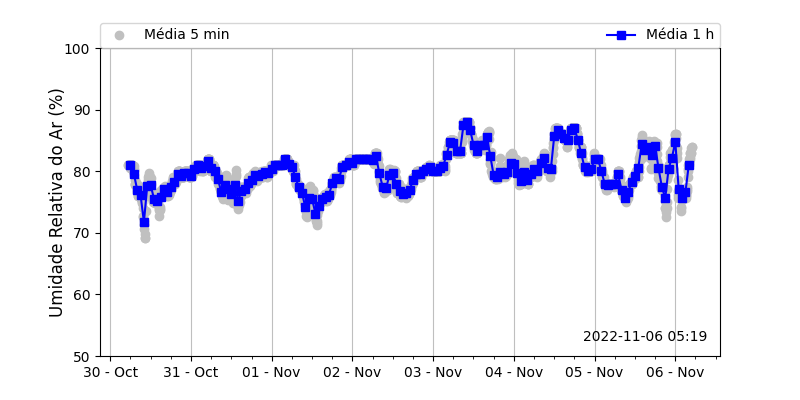 Média 5 min Média 1 h
Umidade Relativa do Ar (%)
100
90
80
70
60
50
2022-11-06 05:19
30 - Oct 31 - Oct 01 - Nov 02 - Nov 03 - Nov 04 - Nov 05 - Nov 06 - Nov